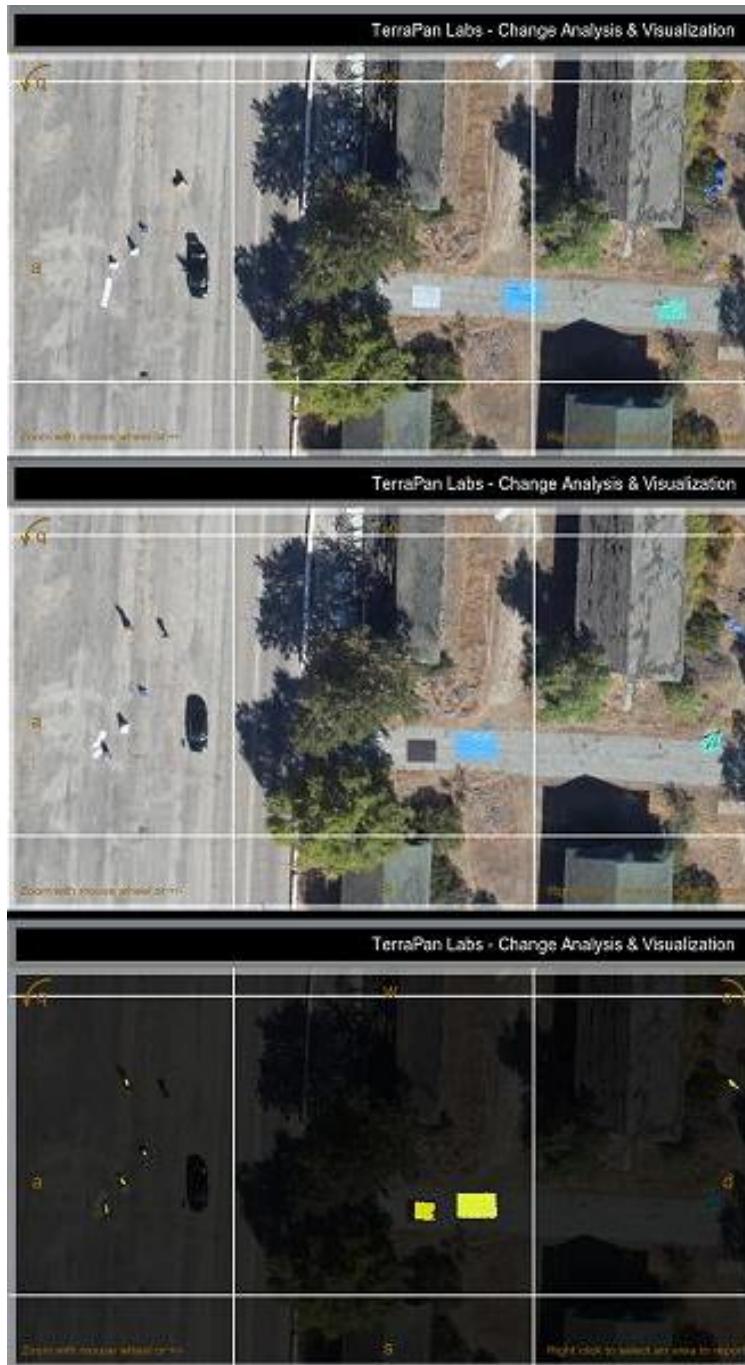 TerraPan Labs - Change Analysis & Visualization
q
a
Zoom with mouse wheel or +/-
TerraPan Labs - Change Analysis & Visualization
q
a
Zoom with mouse wheel or +/-
TerraPan Labs - Change Analysis & Visualization
q
w
e
a
d
Zoom with mouse wheel or +/-
s
Right click to select an area to report